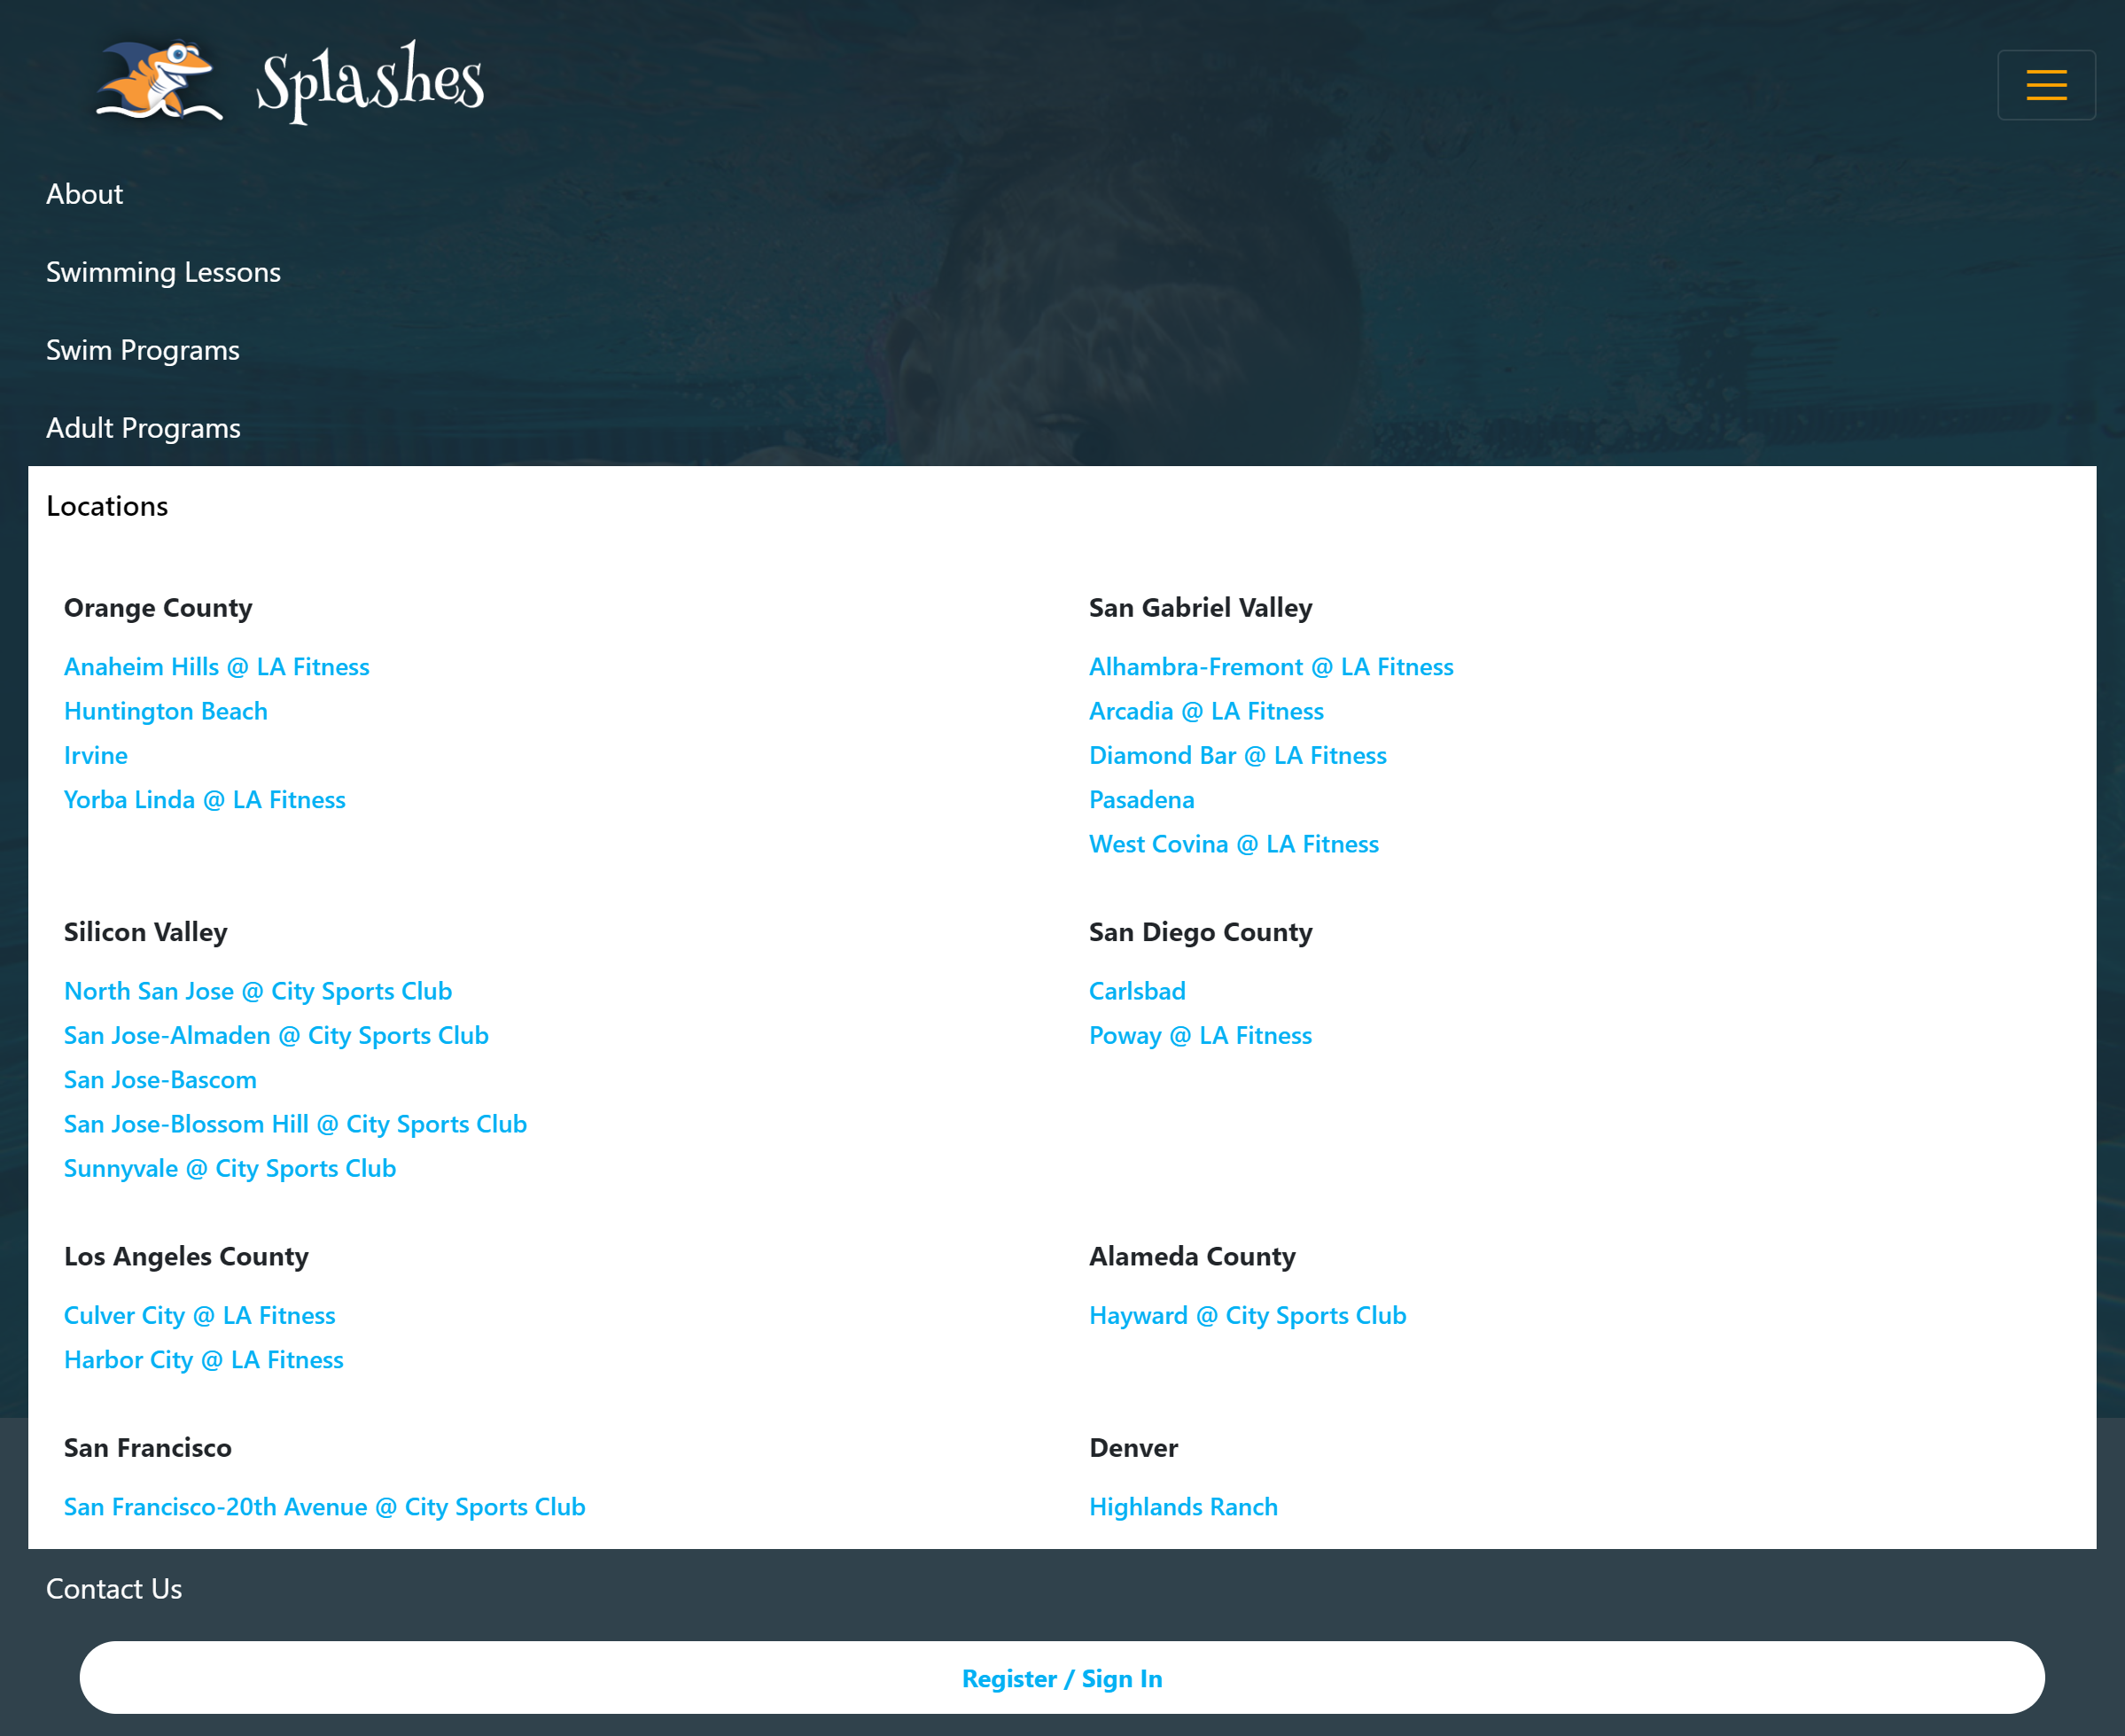 Splashes
About
Swimming Lessons
Swim Programs
Adult Programs
Locations
Orange County
Anaheim Hills @ LA Fitness
Huntington Beach
Irvine
Yorba Linda @ LA Fitness
San Gabriel Valley
Alhambra-Fremont @ LA Fitness
Arcadia @ LA Fitness
Diamond Bar @ LA Fitness
Pasadena
West Covina @ LA Fitness
Silicon Valley
North San Jose @ City Sports Club
San Jose-Almaden @ City Sports Club
San Jose-Bascom
San Jose-Blossom Hill @ City Sports Club
Sunnyvale @ City Sports Club
San Diego County
Carlsbad
Poway @ LA Fitness
Los Angeles County
Culver City @ LA Fitness
Harbor City @ LA Fitness
Alameda County
Hayward @ City Sports Club
San Francisco
San Francisco-20th Avenue @ City Sports Club
Denver
Highlands Ranch
Contact Us
Register / Sign In